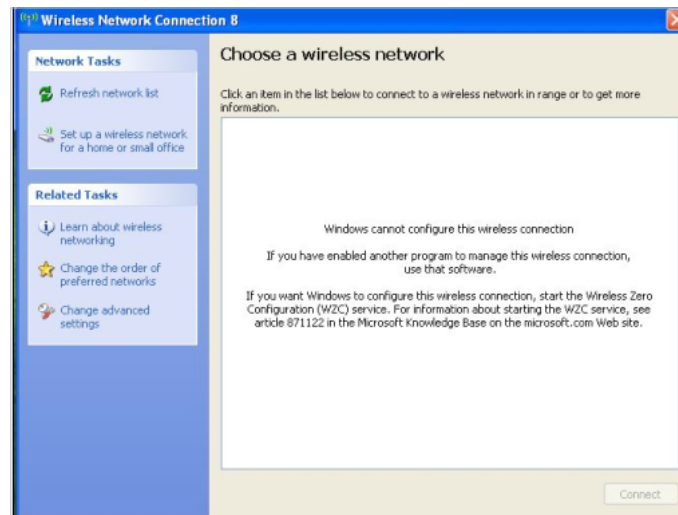 Wireless Network Connection 8
Network Tasks
Refresh network list
Set up a wireless network
for a home or small office
Related Tasks
Learn about wireless
networking
Change the order of
preferred networks
Change advanced
settings
Choose a wireless network
Click an item in the list below to connect to a wireless network in range or to get more
information.
Windows cannot configure this wireless connection
If you have enabled another program to manage this wireless connection,
use that software.
If you want Windows to configure this wireless connection, start the Wireless Zero
Configuration (WZC) service. For information about starting the WZC service, see
article 871122 in the Microsoft Knowledge Base on the microsoft.com Web site.
Connect